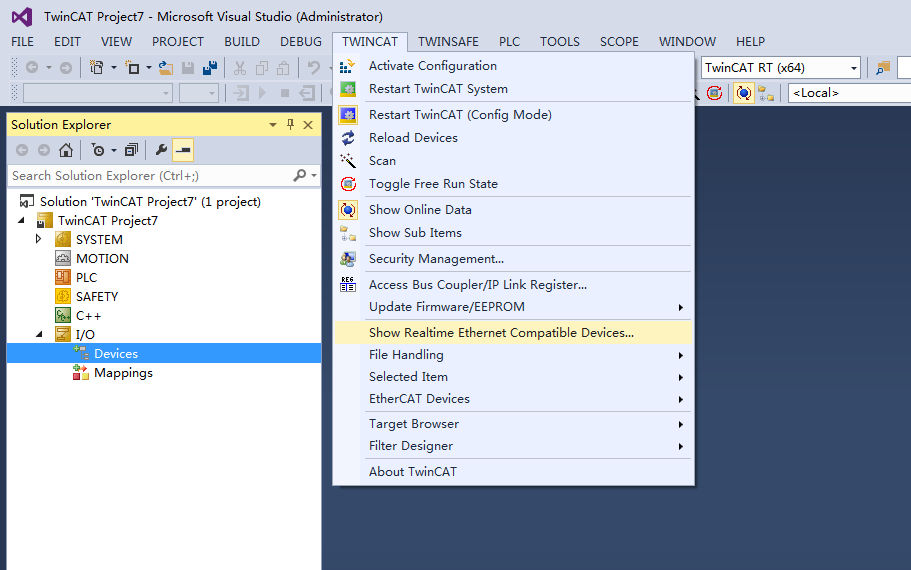 TwinCAT Project7 - Microsoft Visual Studio (Administrator)
FILE EDIT VIEW PROJECT BUILD DEBUG TWINCAT TWINSAFE PLC TOOLS SCOPE WINDOW HELP
TwinCAT RT (x64)
<Local>
Solution Explorer
Search Solution Explorer (Ctrl+;)
Solution 'TwinCAT Project7' (1 project)
TwinCAT Project7
SYSTEM
MOTION
PLC
SAFETY
C++
I/O
Devices
Mappings
Activate Configuration
Restart TwinCAT System
Restart TwinCAT (Config Mode)
Reload Devices
Scan
Toggle Free Run State
Show Online Data
Show Sub Items
Security Management...
REG
Access Bus Coupler/IP Link Register...
Update Firmware/EEPROM
Show Realtime Ethernet Compatible Devices...
File Handling
Selected Item
EtherCAT Devices
Target Browser
Filter Designer
About TwinCAT